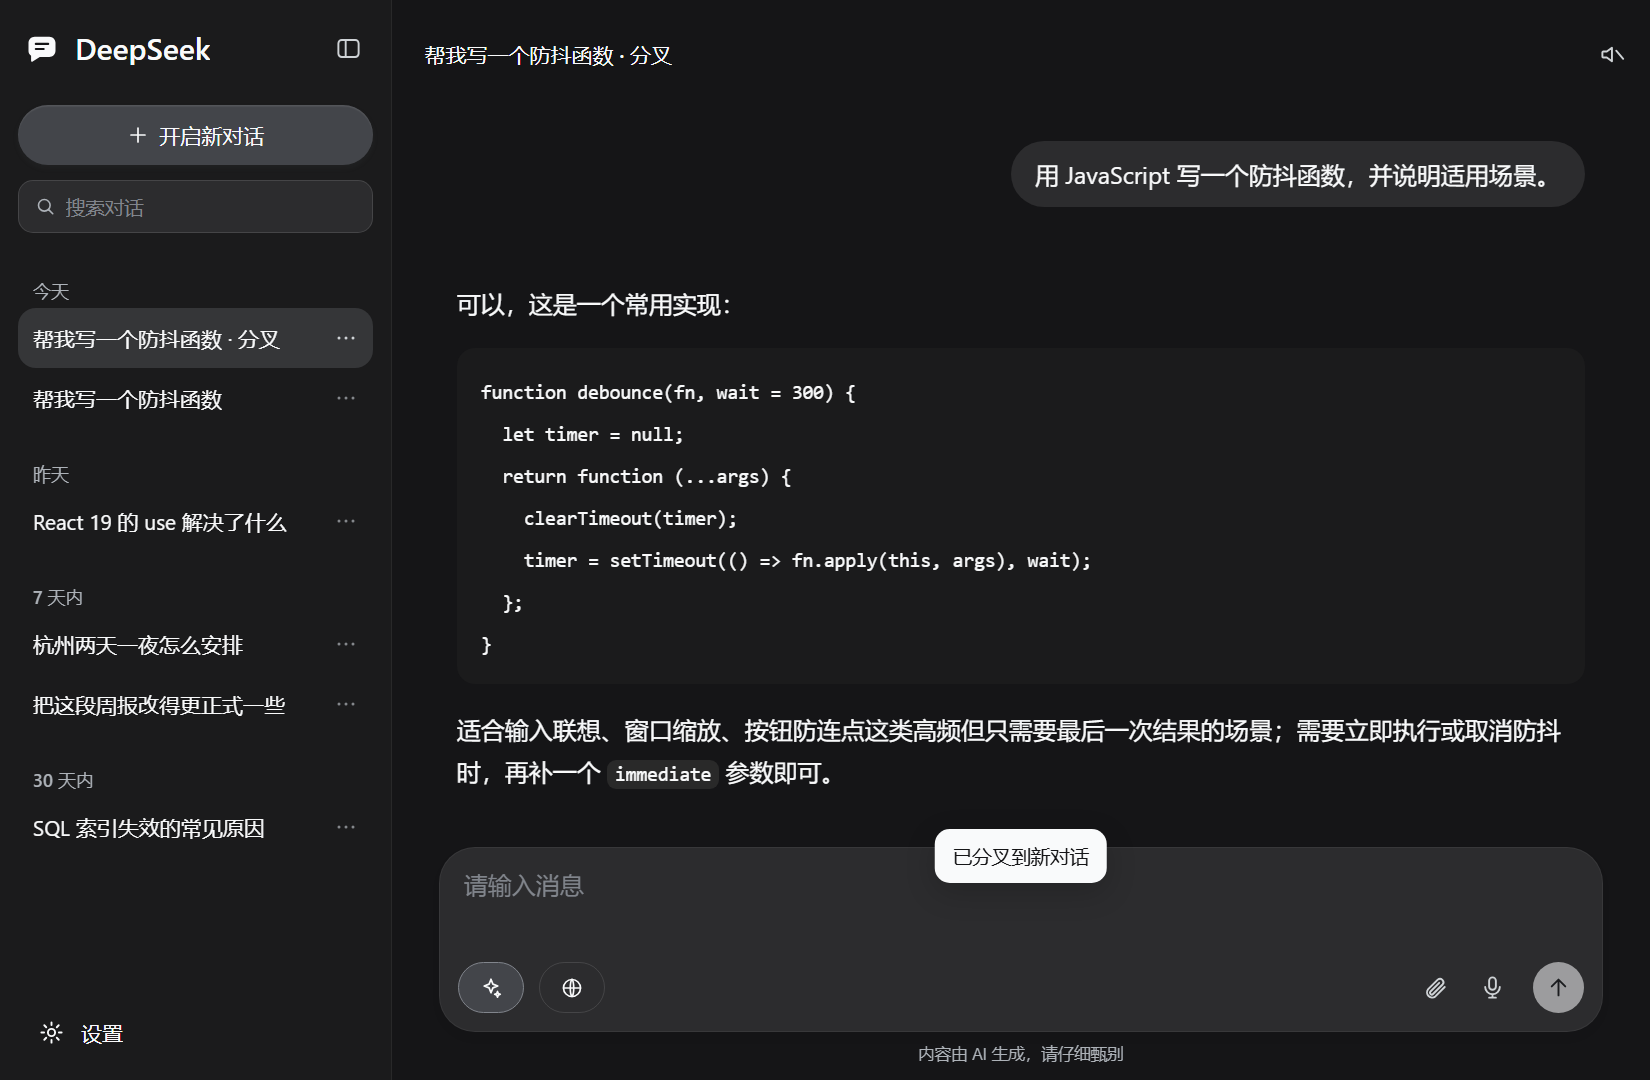 DeepSeek
开启新对话
搜索对话
今天
帮我写一个防抖函数 · 分叉
帮我写一个防抖函数
昨天
React 19 的 use 解决了什么
7 天内
杭州两天一夜怎么安排
把这段周报改得更正式一些
30 天内
SQL 索引失效的常见原因
设置
帮我写一个防抖函数 · 分叉
用 JavaScript 写一个防抖函数，并说明适用场景。
可以，这是一个常用实现：
function debounce(fn, wait = 300) {
  let timer = null;
  return function (...args) {
    clearTimeout(timer);
    timer = setTimeout(() => fn.apply(this, args), wait);
  };
}
适合输入联想、窗口缩放、按钮防连点这类高频但只需要最后一次结果的场景；需要立即执行或取消防抖
时，再补一个 immediate 参数即可。
已分叉到新对话
请输入消息
内容由 AI 生成，请仔细甄别